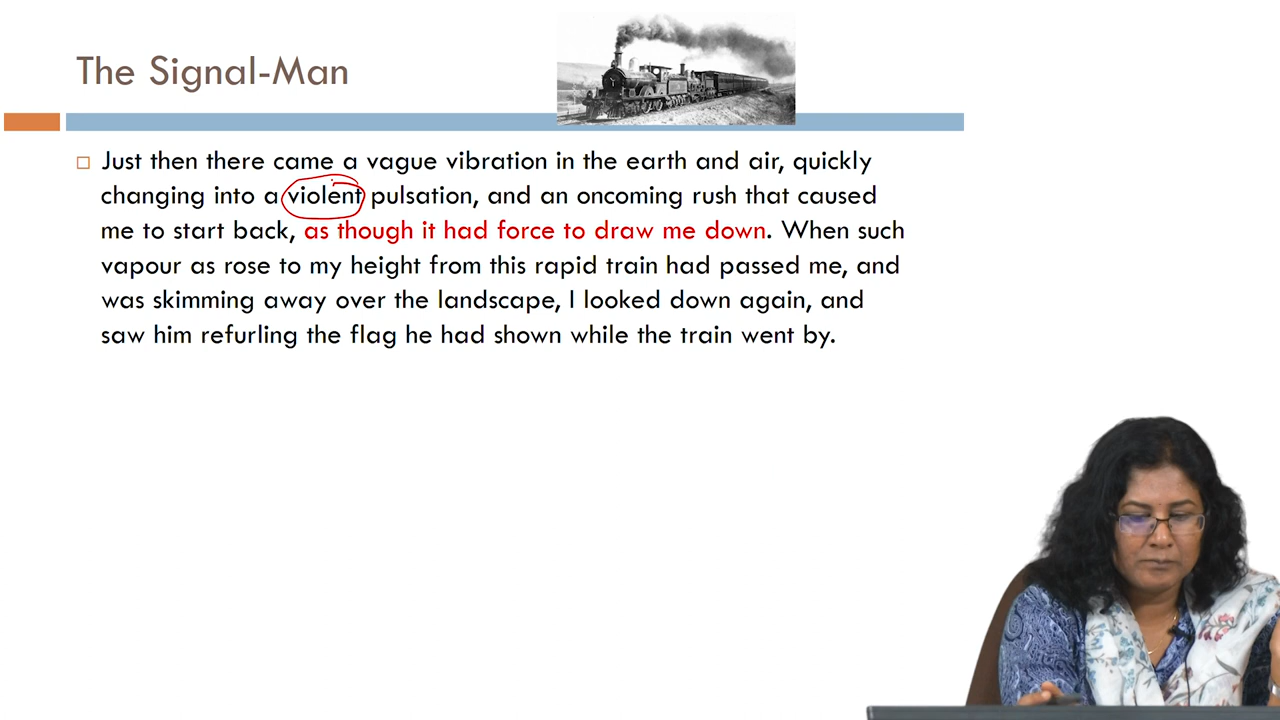 The Signal-Man
Just then there came a vague vibration in the earth and air, quickly
changing into a violent pulsation, and an oncoming rush that caused
me to start back, as though it had force to draw me down. When such
vapour as rose to my height from this rapid train had passed me, and
was skimming away over the landscape, I looked down again, and
saw him refurling the flag he had shown while the train went by.